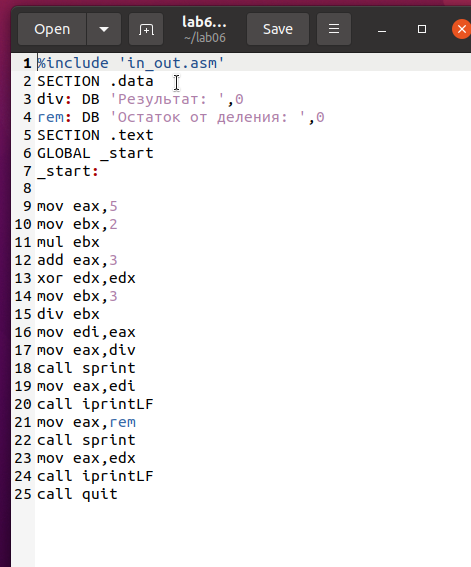 Open
lab6...
~/lab06
Save
1 %include 'in_out.asm'
2 SECTION .data
3 div: DB 'Результат: ',0
4 rem: DB 'Остаток от деления: ',0
5 SECTION .text
6 GLOBAL _start
7 _start:
8
9 mov eax,5
10 mov ebx,2
11 mul ebx
12 add eax,3
13 xor edx,edx
14 mov ebx,3
15 div ebx
16 mov edi,eax
17 mov eax,div
18 call sprint
19 mov eax,edi
20 call iprintLF
21 mov eax,rem
22 call sprint
23 mov eax,edx
24 call iprintLF
25 call quit